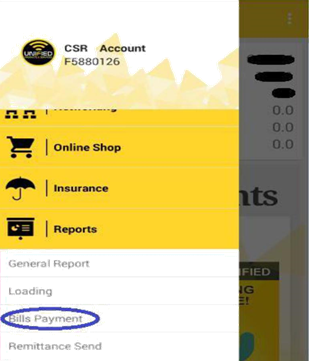 UNIFIED
CSR Account
F5880126
Networking
0.0
0.0
0.0
Online Shop
Insurance
nts
Reports
General Report
IFIED
NG
E!
Loading
Bills Payment
Remittance Send